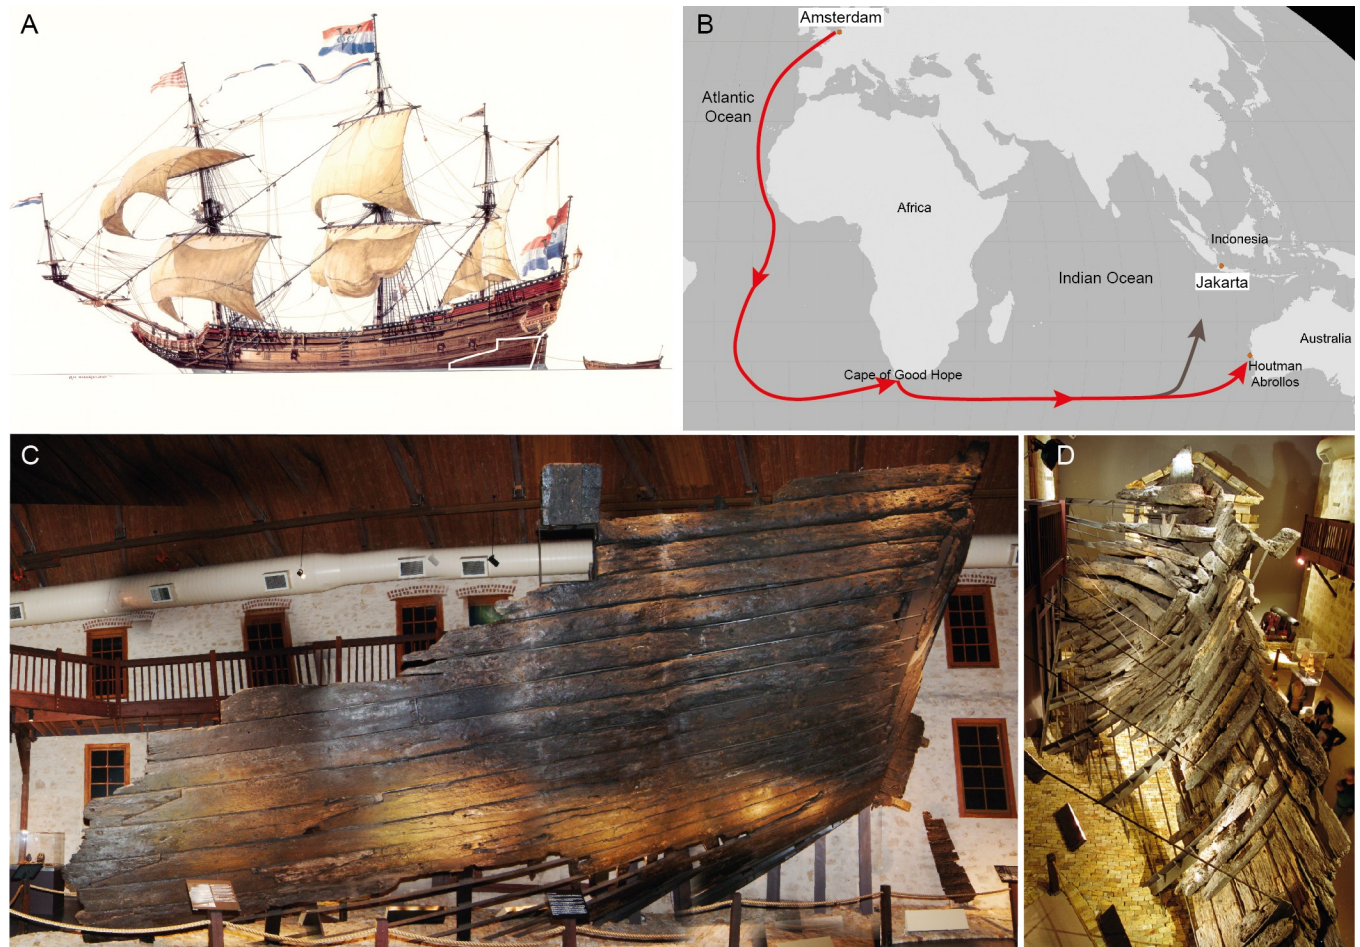 A
B
Amsterdam
Atlantic
Ocean
Africa
Indonesia
Indian Ocean
Jakarta
Australia
Cape of Good Hope
Houtman
Abrollos
C
D